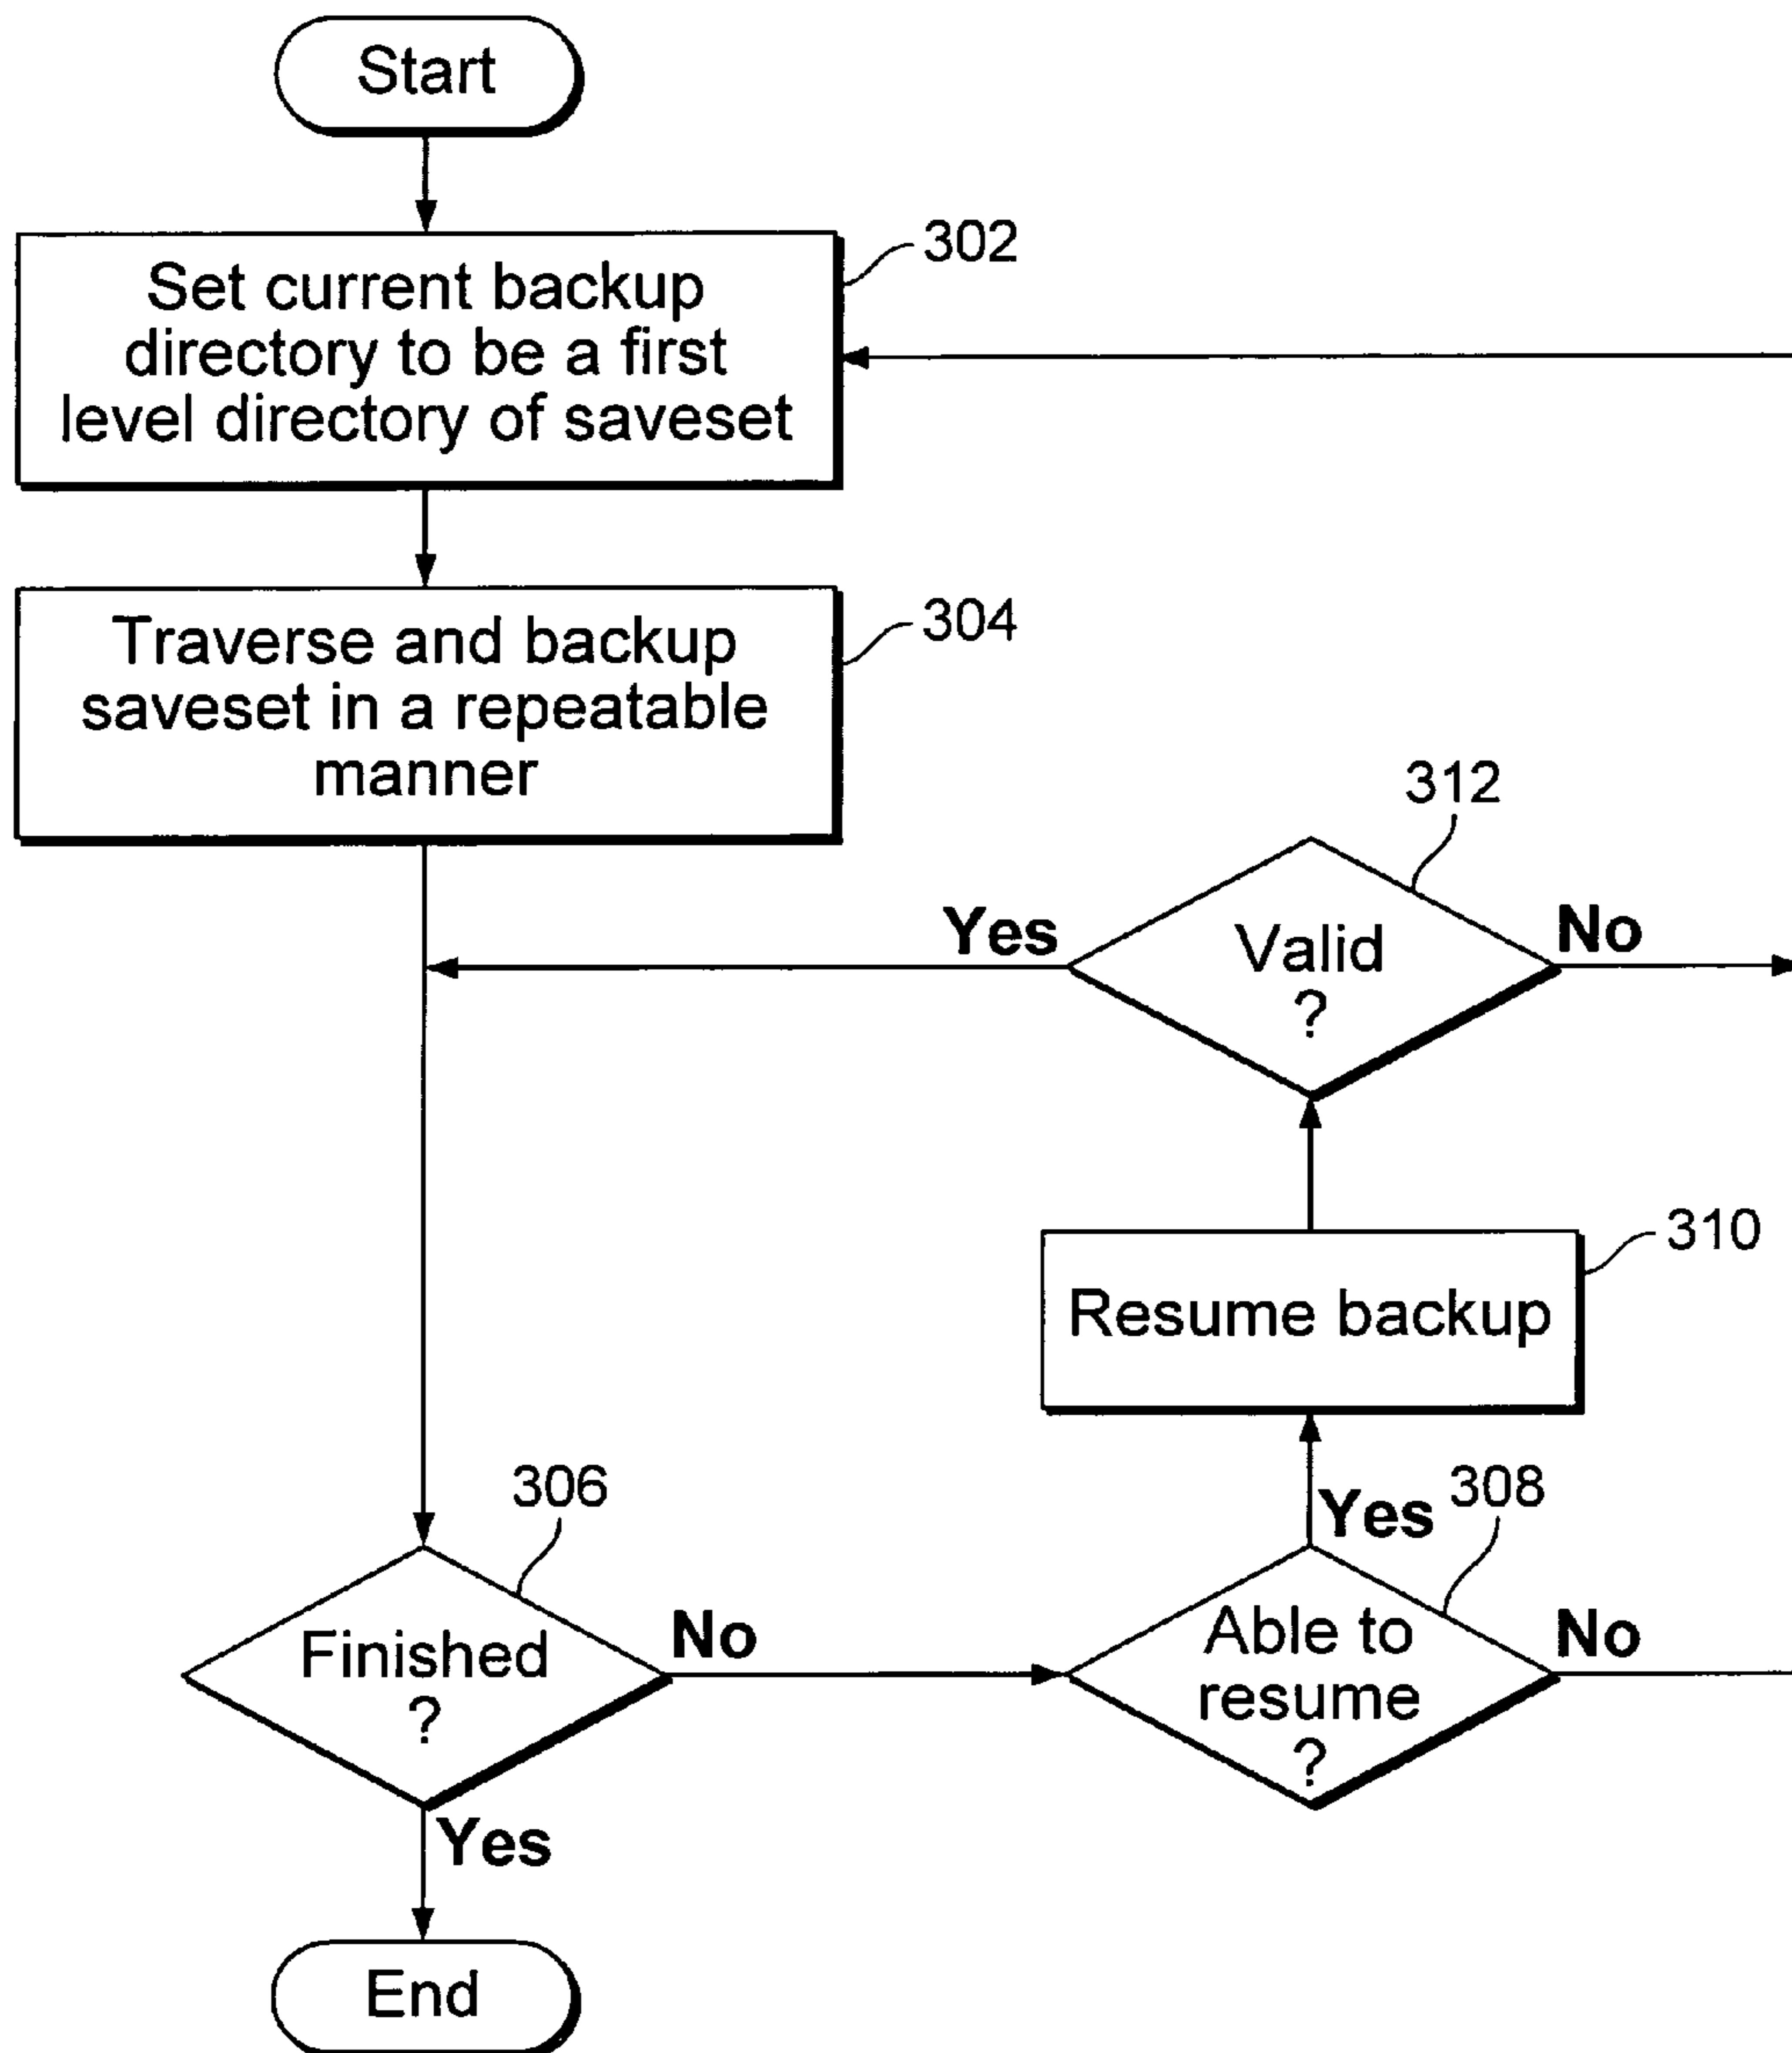 Start
302
Set current backup
directory to be a first
level directory of saveset
304
Traverse and backup
saveset in a repeatable
manner
312
Yes
Valid
?
No
310
Resume backup
306
Yes
308
Finished
?
No
Able to
resume
?
No
Yes
End